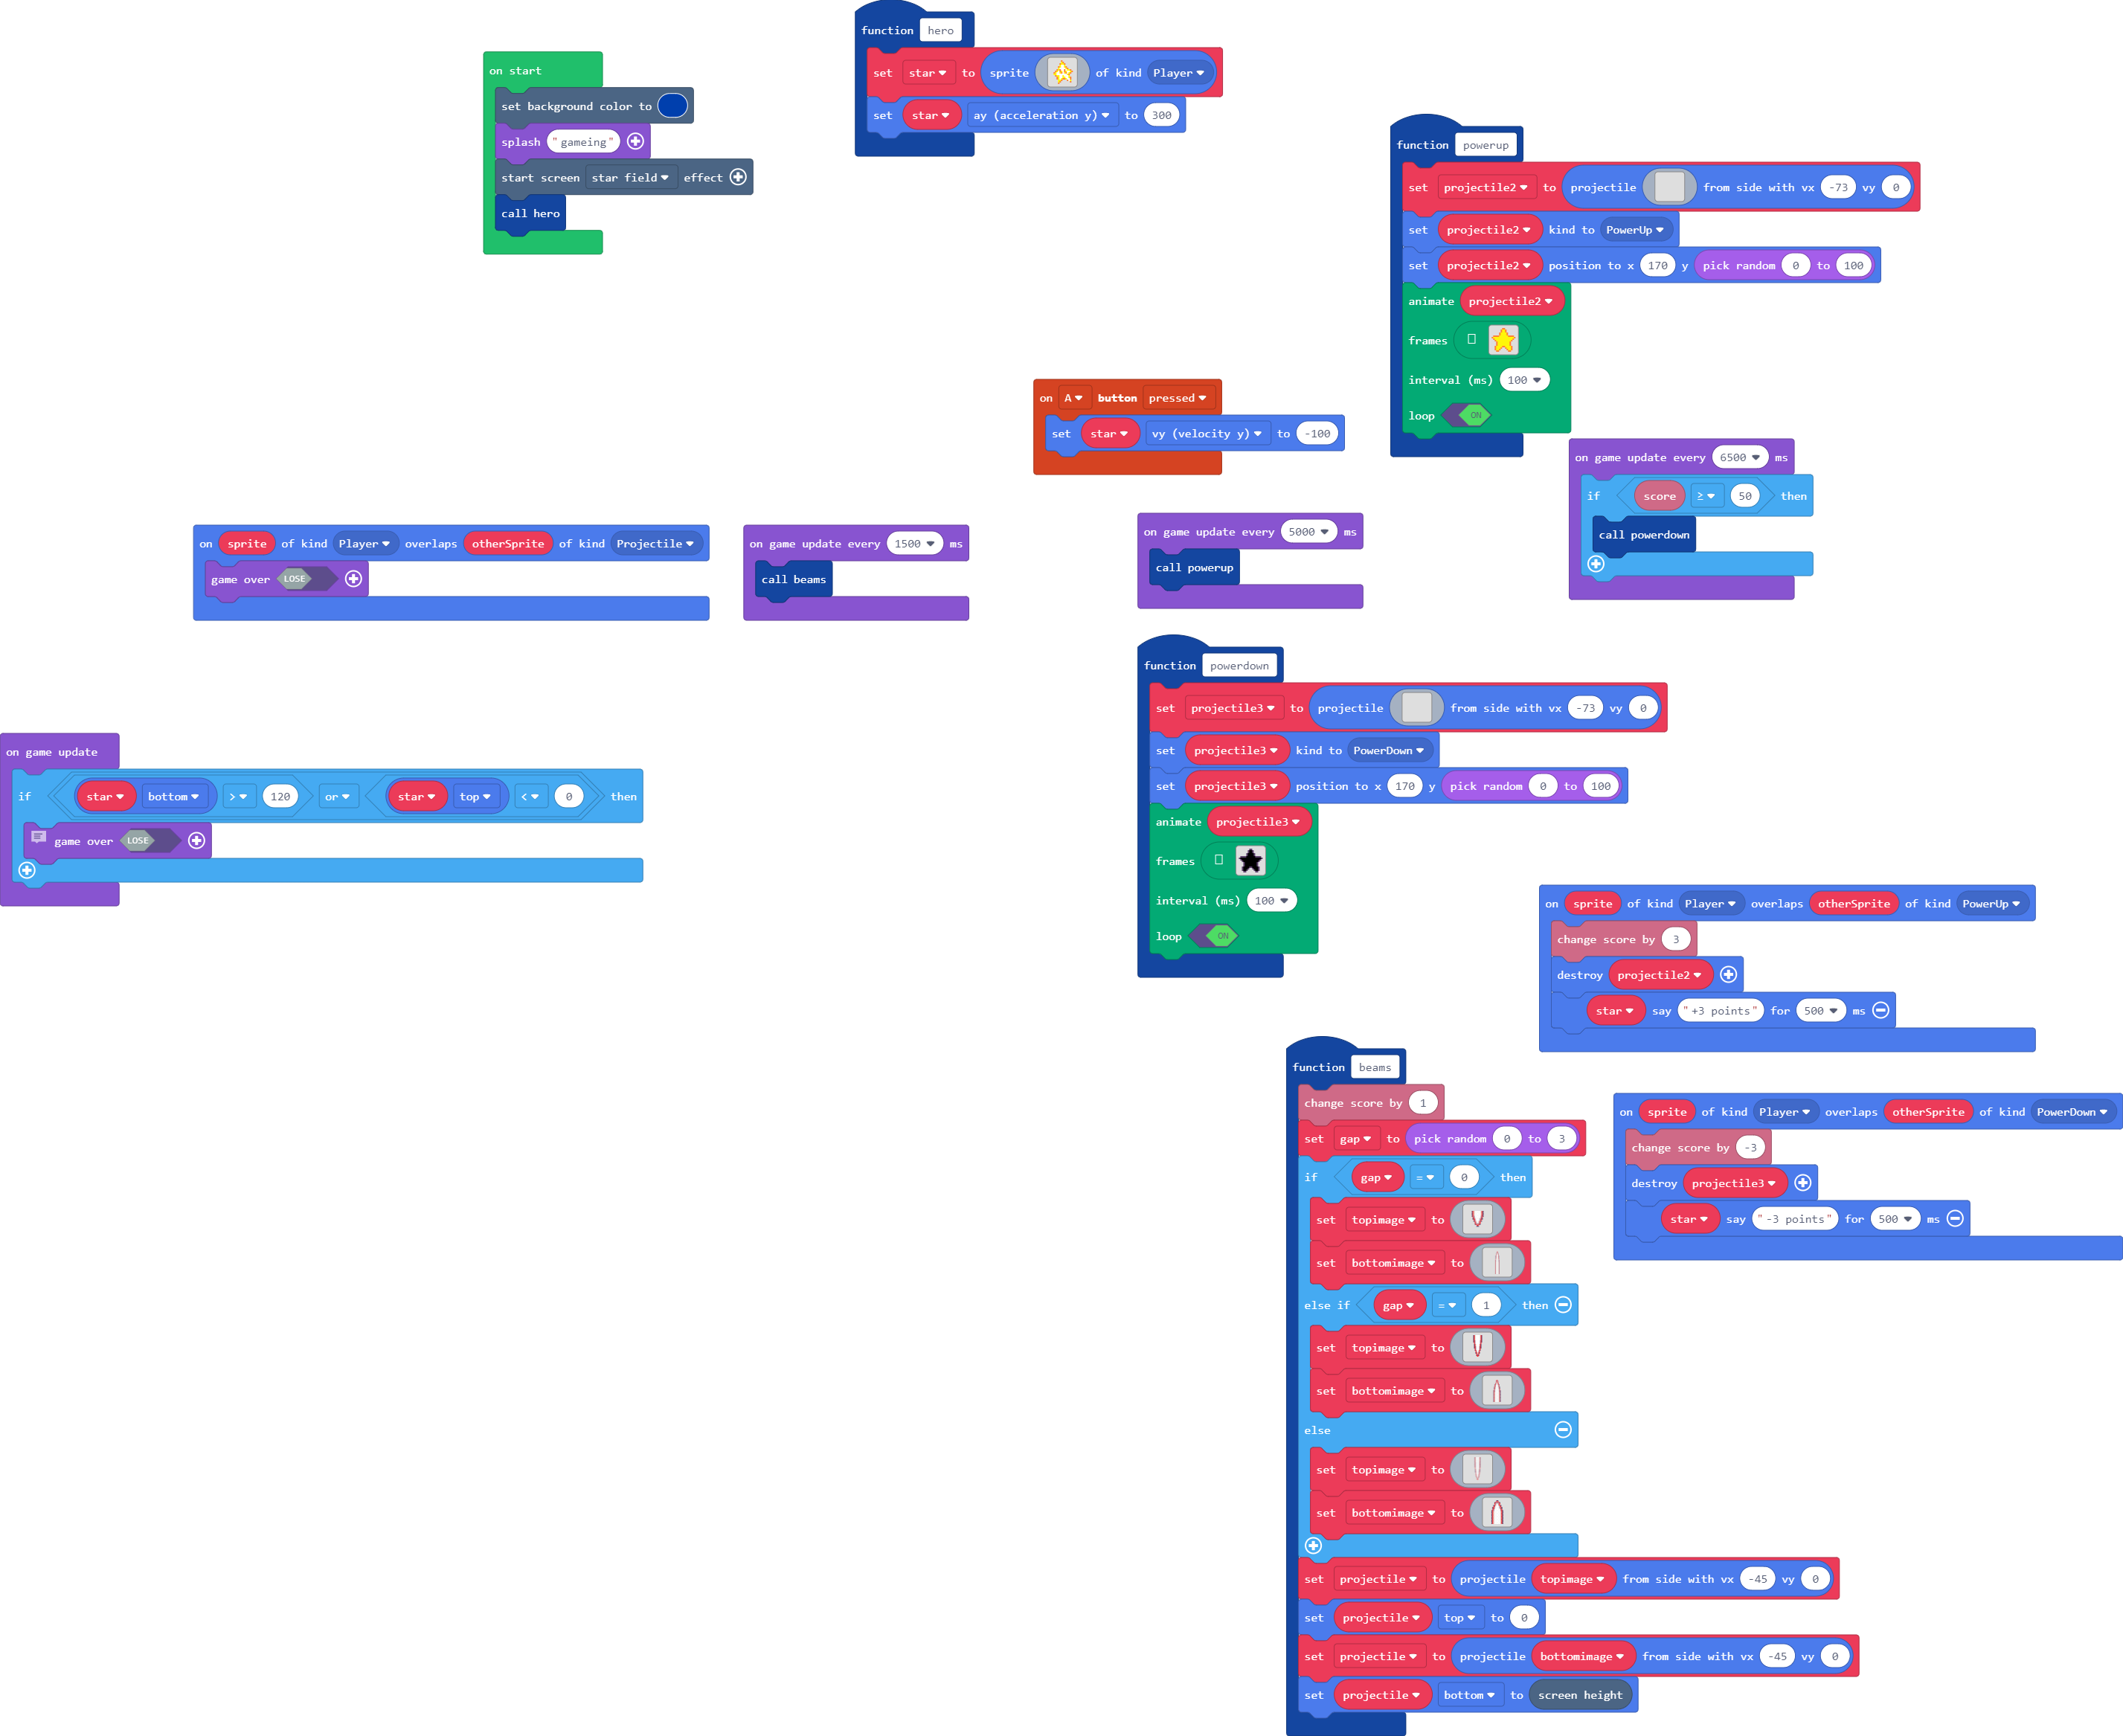 function hero
set star to sprite of kind Player
set star ay (acceleration y) to 300
on start
set background color to
splash "gameing"
start screen star field effect
call hero
function powerup
set projectile2 to projectile from side with vx -73 vy 0
set projectile2 kind to PowerUp
set projectile2 position to x 170 y pick random 0 to 100
animate projectile2
frames
interval (ms) 100
loop ON
on A button pressed
set star vy (velocity y) to -100
on game update every 6500 ms
if score ≥ 50 then
call powerdown
on sprite of kind Player overlaps otherSprite of kind Projectile
game over LOSE
on game update every 1500 ms
call beams
on game update every 5000 ms
call powerup
function powerdown
set projectile3 to projectile from side with vx -73 vy 0
set projectile3 kind to PowerDown
set projectile3 position to x 170 y pick random 0 to 100
animate projectile3
frames
interval (ms) 100
loop ON
on game update
if star bottom > 120 or star top < 0 then
game over LOSE
on sprite of kind Player overlaps otherSprite of kind PowerUp
change score by 3
destroy projectile2
star say "+3 points" for 500 ms
function beams
change score by 1
set gap to pick random 0 to 3
if gap = 0 then
set topimage to
set bottomimage to
else if gap = 1 then
set topimage to
set bottomimage to
else
set topimage to
set bottomimage to
set projectile to projectile topimage from side with vx -45 vy 0
set projectile top to 0
set projectile to projectile bottomimage from side with vx -45 vy 0
set projectile bottom to screen height
on sprite of kind Player overlaps otherSprite of kind PowerDown
change score by -3
destroy projectile3
star say "-3 points" for 500 ms